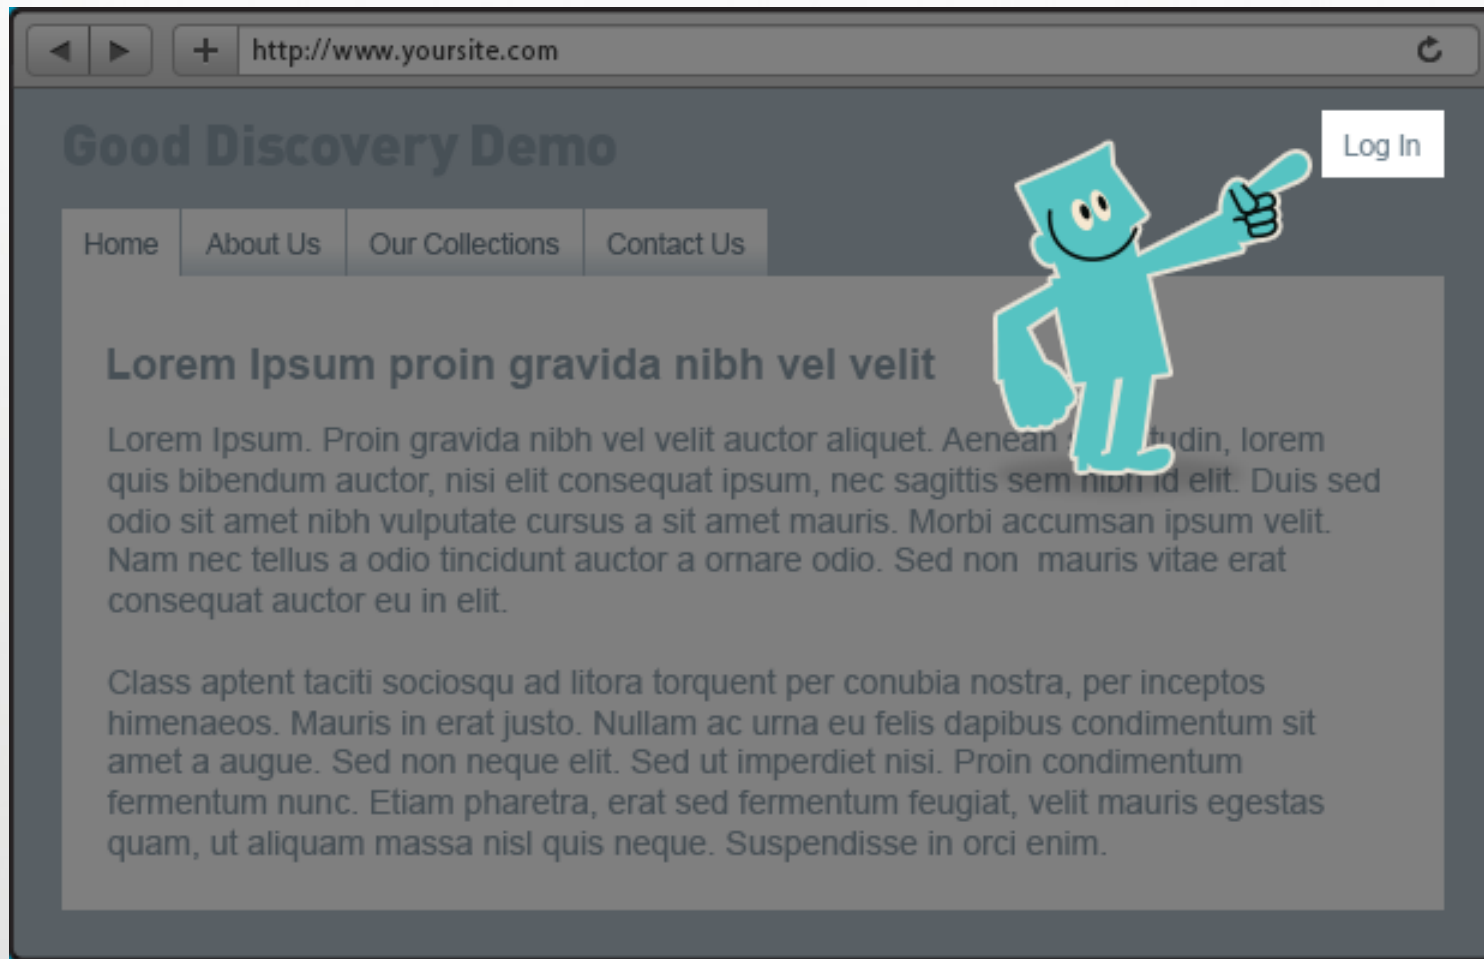 http://www.yoursite.com
Good Discovery Demo
Log In
Home About Us Our Collections Contact Us
Lorem Ipsum proin gravida nibh vel velit
Lorem Ipsum. Proin gravida nibh vel velit auctor aliquet. Aenean tudin, lorem
quis bibendum auctor, nisi elit consequat ipsum, nec sagittis sem nibh id elit. Duis sed
odio sit amet nibh vulputate cursus a sit amet mauris. Morbi accumsan ipsum velit.
Nam nec tellus a odio tincidunt auctor a ornare odio. Sed non  mauris vitae erat
consequat auctor eu in elit.
Class aptent taciti sociosqu ad litora torquent per conubia nostra, per inceptos
himenaeos. Mauris in erat justo. Nullam ac urna eu felis dapibus condimentum sit
amet a augue. Sed non neque elit. Sed ut imperdiet nisi. Proin condimentum
fermentum nunc. Etiam pharetra, erat sed fermentum feugiat, velit mauris egestas
quam, ut aliquam massa nisl quis neque. Suspendisse in orci enim.